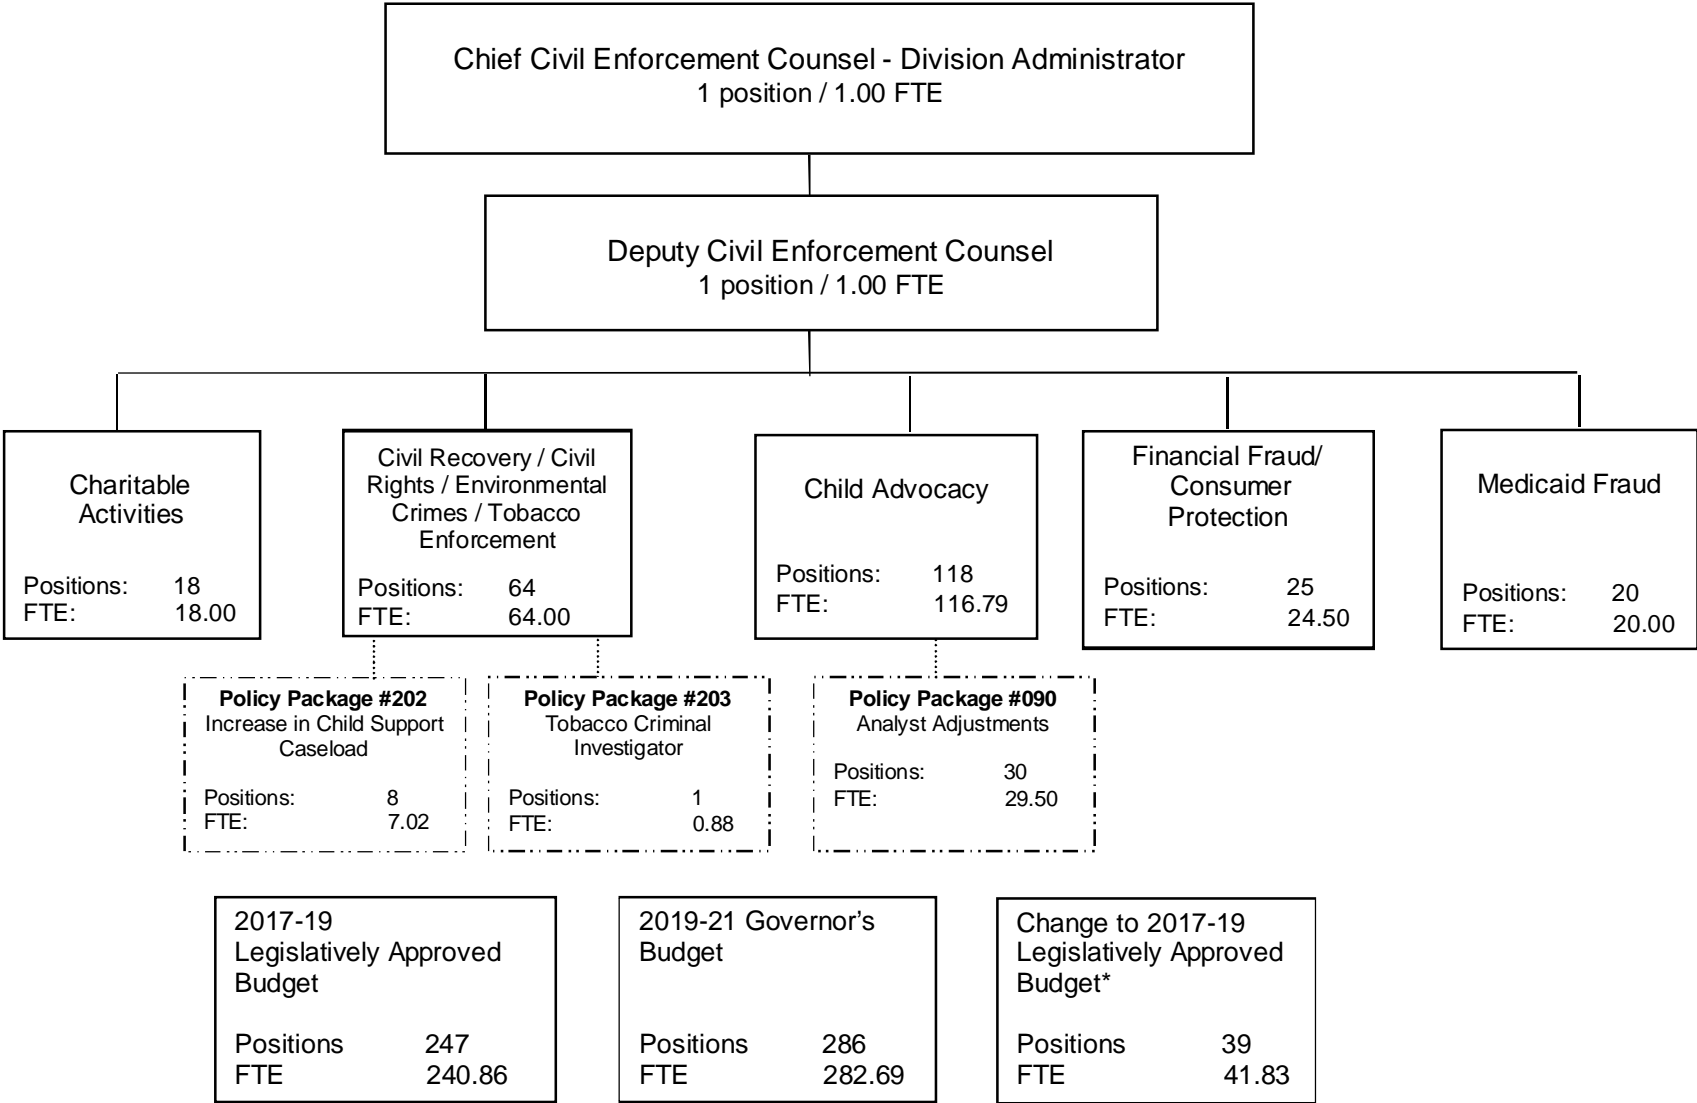 Chief Civil Enforcement Counsel - Division Administrator
1 position / 1.00 FTE
Deputy Civil Enforcement Counsel
1 position / 1.00 FTE
Charitable
Activities
Positions: 18
FTE: 18.00
Civil Recovery / Civil
Rights / Environmental
Crimes / Tobacco
Enforcement
Positions: 64
FTE: 64.00
Child Advocacy
Positions: 118
FTE: 116.79
Financial Fraud/
Consumer
Protection
Positions: 25
FTE: 24.50
Medicaid Fraud
Positions: 20
FTE: 20.00
Policy Package #202
Increase in Child Support
Caseload
Positions: 8
FTE: 7.02
Policy Package #203
Tobacco Criminal
Investigator
Positions: 1
FTE: 0.88
Policy Package #090
Analyst Adjustments
Positions: 30
FTE: 29.50
2017-19
Legislatively Approved
Budget
Positions 247
FTE 240.86
2019-21 Governor’s
Budget
Positions 286
FTE 282.69
Change to 2017-19
Legislatively Approved
Budget*
Positions 39
FTE 41.83